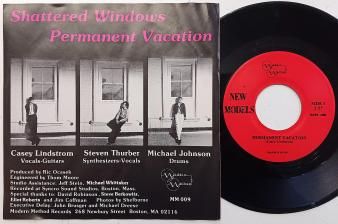 Shattered Windows
Permanent Vacation
Casey Lindstrom
Vocals-Guitars
Steven Thurber
Synthesizers-Vocals
Michael Johnson
Drums
Produced by Ric Ocasek
Engineered by Thom Moore
Studio Assistance: Jeff Stein, Michael Whittaker
Recorded at Syncro Sound Studios, Boston, Mass.
Special thanks to: David Robinson, Steve Berkowitz,
Elliot Roberts and Jim Coffman Photos by Shelburne
Executive Delay: John Brauger and Michael Deese
Modern Method Records 268 Newbury Street Boston, MA 02116
MM 009
NEW
MODELS
PERMANENT VACATION